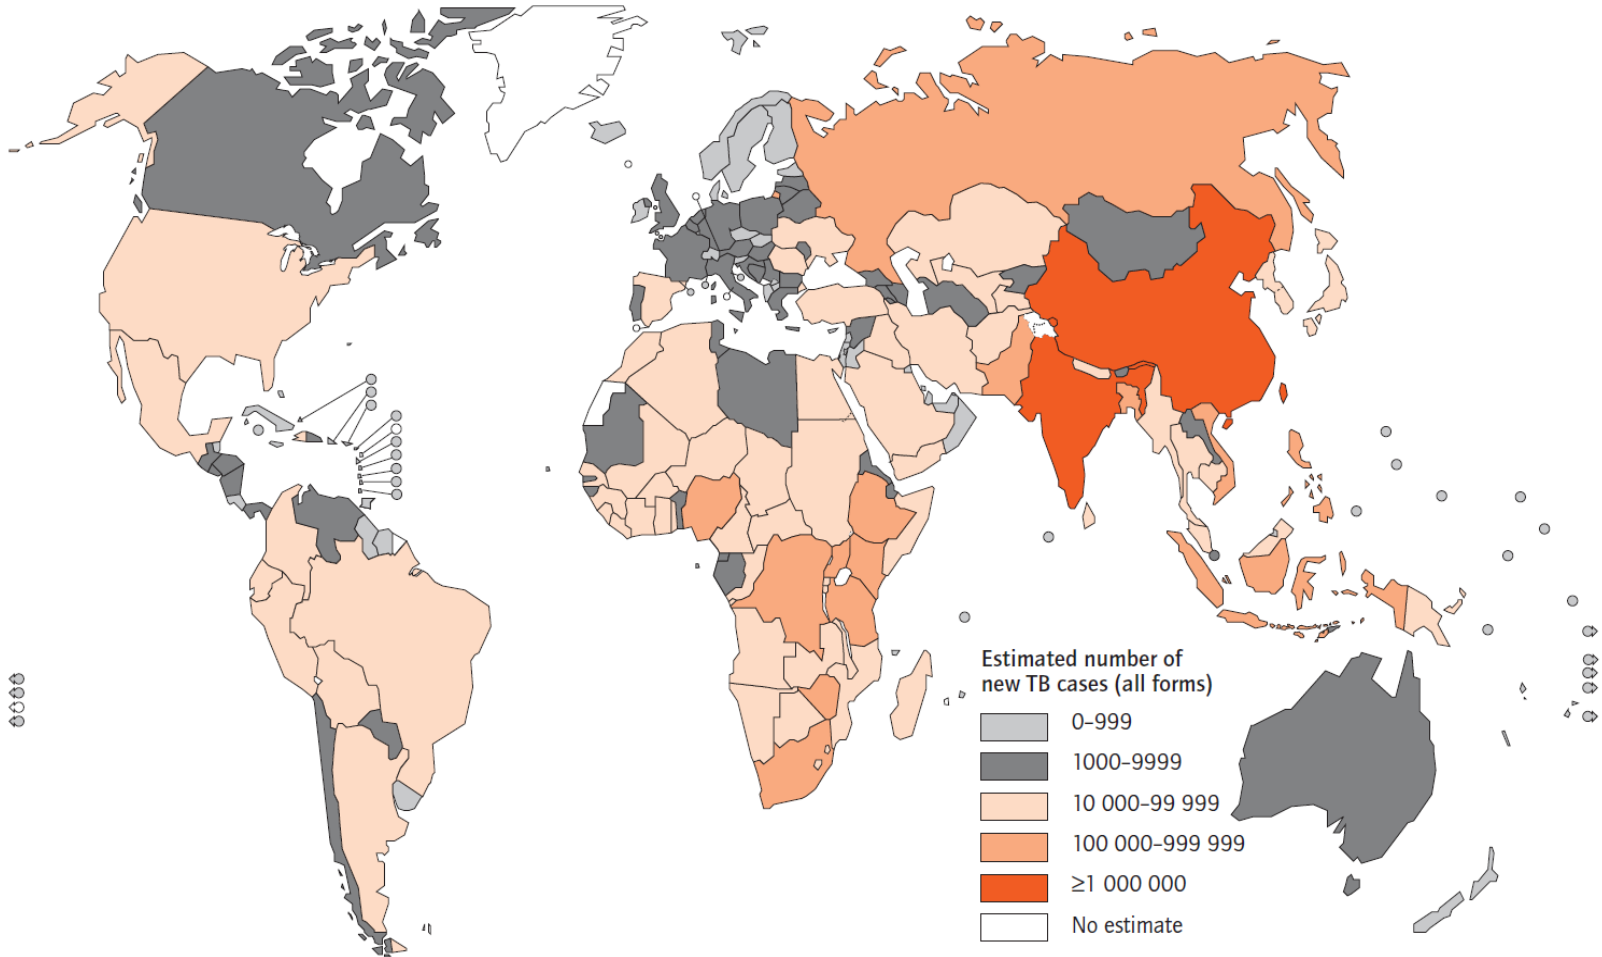 Estimated number of
new TB cases (all forms)
0–999
1000–9999
10 000–99 999
100 000–999 999
≥1 000 000
No estimate